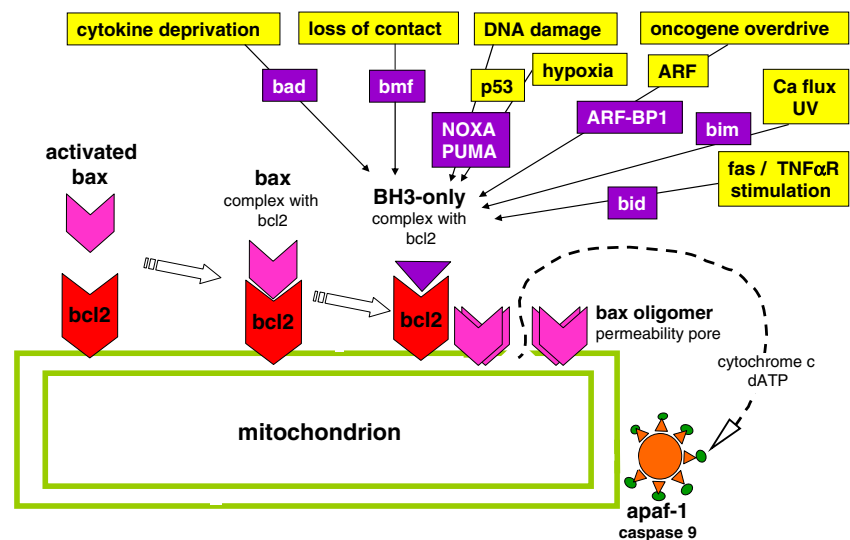 cytokine deprivation
loss of contact
DNA damage
oncogene overdrive
p53
hypoxia
ARF
Ca flux
UV
bad
bmf
NOXA
PUMA
ARF-BP1
bim
fas / TNFαR
stimulation
bid
activated
bax
bax
complex with
bcl2
BH3-only
complex with
bcl2
bcl2
bcl2
bcl2
bax oligomer
permeability pore
cytochrome c
dATP
mitochondrion
apaf-1
caspase 9